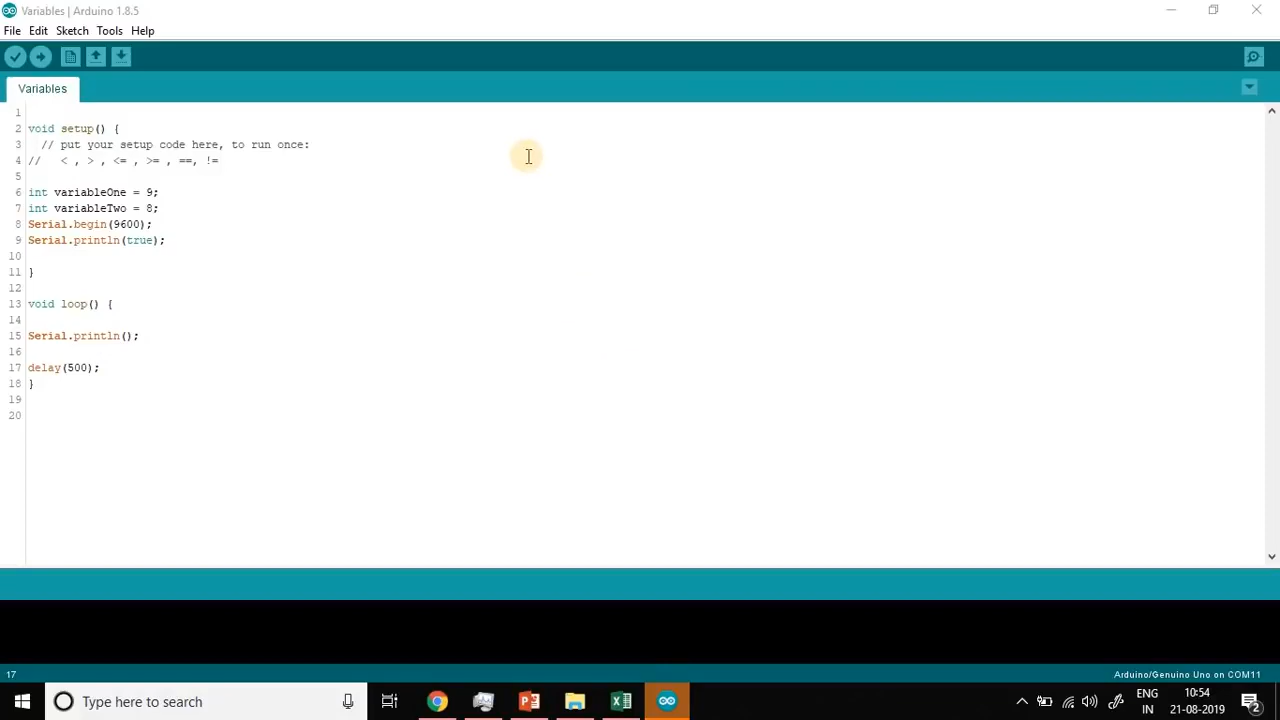 Variables | Arduino 1.8.5
File Edit Sketch Tools Help
Variables
1
2 void setup() {
3 // put your setup code here, to run once:
4 // < , > , <= , >= , ==, !=
5
6 int variableOne = 9;
7 int variableTwo = 8;
8 Serial.begin(9600);
9 Serial.println(true);
10
11 }
12
13 void loop() {
14
15 Serial.println();
16
17 delay(500);
18 }
19
20
17 Arduino/Genuino Uno on COM11
Type here to search
ENG 10:54
IN 21-08-2019 2